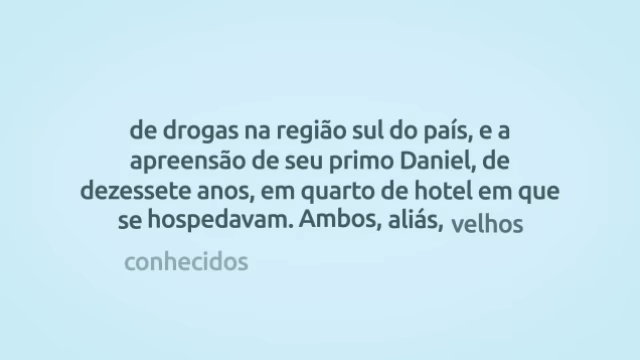 de drogas na região sul do país, e a
apreensão de seu primo Daniel, de
dezessete anos, em quarto de hotel em que
se hospedavam. Ambos, aliás, velhos
conhecidos